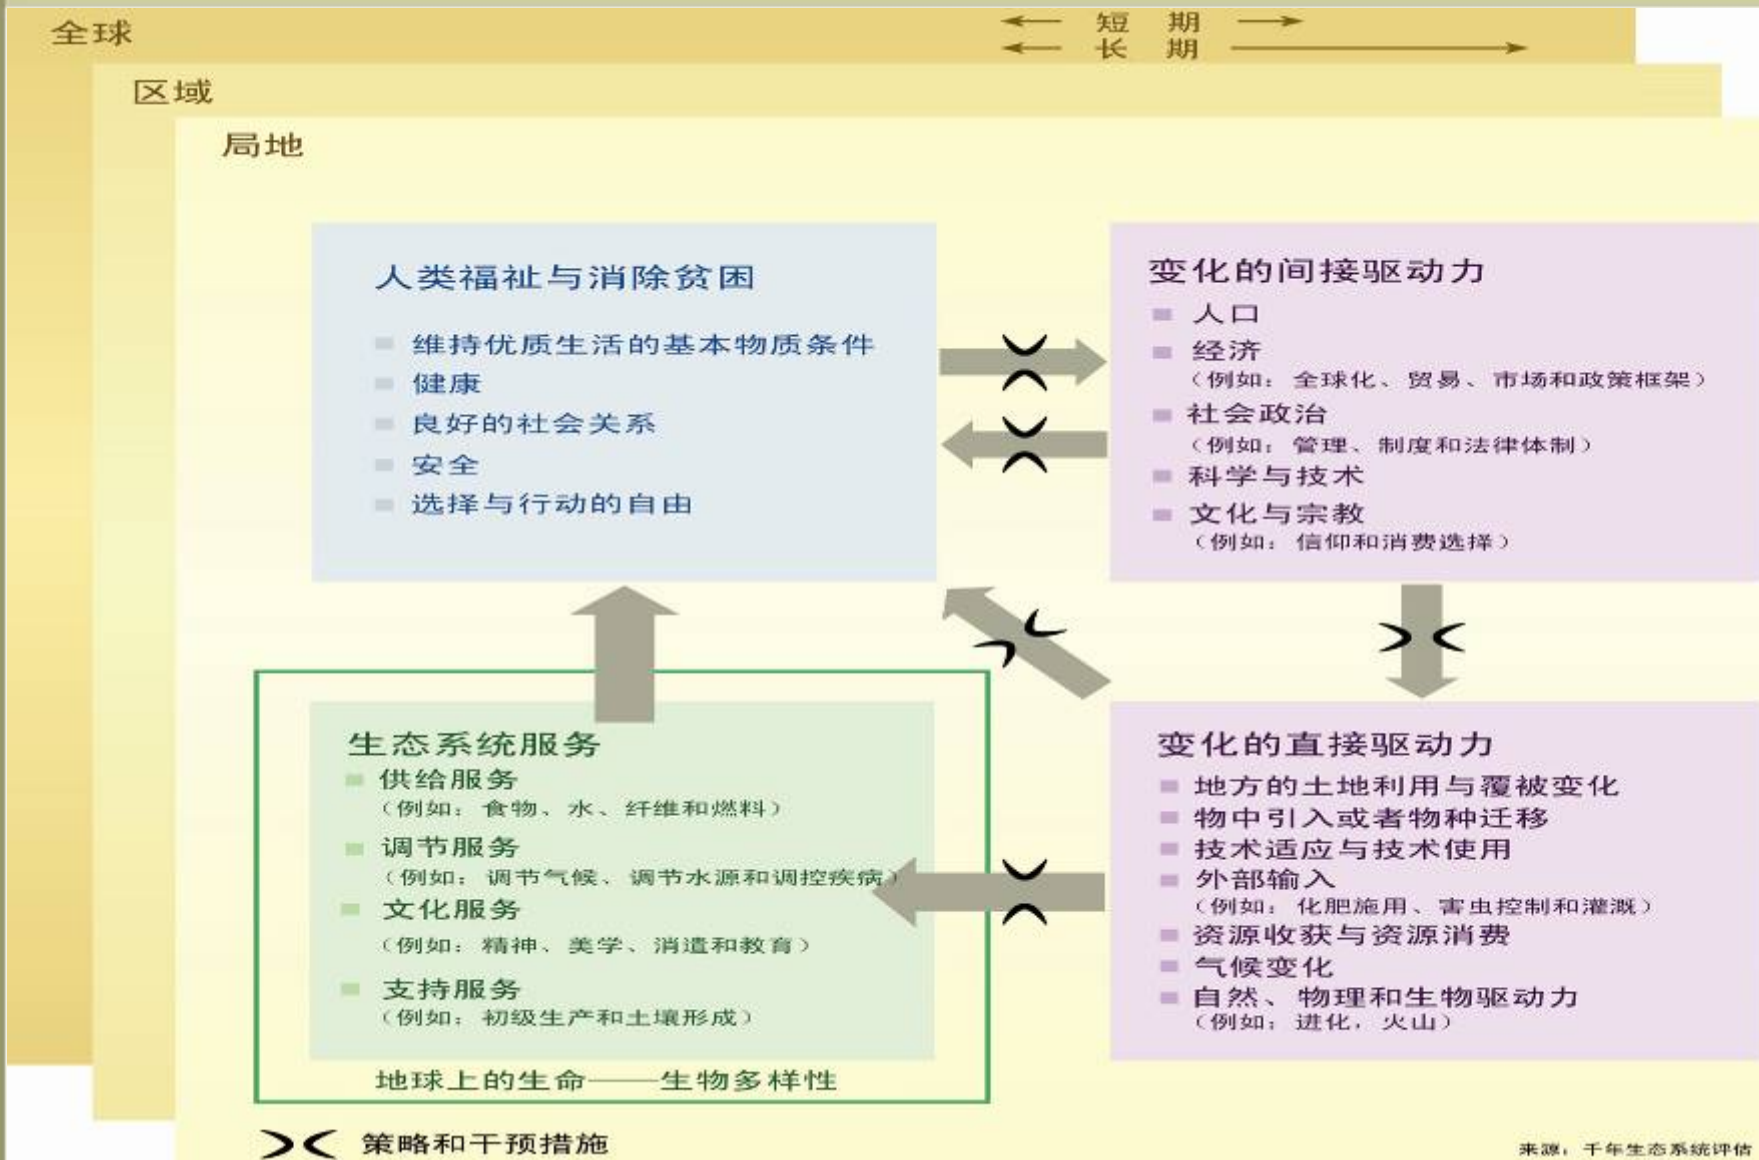 全球
短 期
长 期
区域
局地
人类福祉与消除贫困
维持优质生活的基本物质条件
健康
良好的社会关系
安全
选择与行动的自由
变化的间接驱动力
人口
经济
（例如：全球化、贸易、市场和政策框架）
社会政治
（例如：管理、制度和法律体制）
科学与技术
文化与宗教
（例如：信仰和消费选择）
生态系统服务
供给服务
（例如：食物、水、纤维和燃料）
调节服务
（例如：调节气候、调节水源和调控疾病）
文化服务
（例如：精神、美学、消遣和教育）
支持服务
（例如：初级生产和土壤形成）
地球上的生命——生物多样性
变化的直接驱动力
地方的土地利用与覆被变化
物中引入或者物种迁移
技术适应与技术使用
外部输入
（例如：化肥施用、害虫控制和灌溉）
资源收获与资源消费
气候变化
自然、物理和生物驱动力
（例如：进化，火山）
策略和干预措施
来源：千年生态系统评估